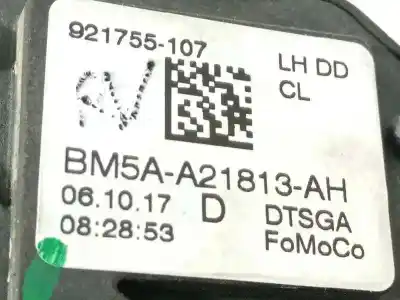 921755-107
LH DD
CL
BM5A-A21813-AH
06.10.17 D DTSGA
08:28:53 FoMoCo